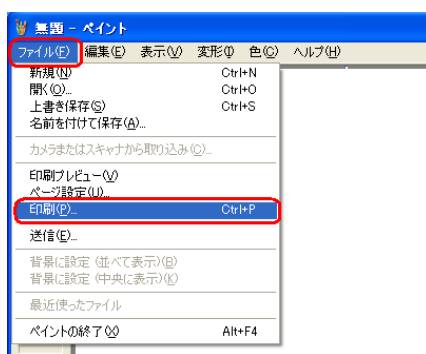 無題 - ペイント
ファイル(F) 編集(E) 表示(V) 変形(I) 色(C) ヘルプ(H)
新規(N) Ctrl+N
開く(O)... Ctrl+O
上書き保存(S) Ctrl+S
名前を付けて保存(A)...
カメラまたはスキャナから取り込み(C)...
印刷プレビュー(V)
ページ設定(U)...
印刷(P)... Ctrl+P
送信(E)...
背景に設定 (並べて表示)(B)
背景に設定 (中央に表示)(K)
最近使ったファイル
ペイントの終了(X) Alt+F4